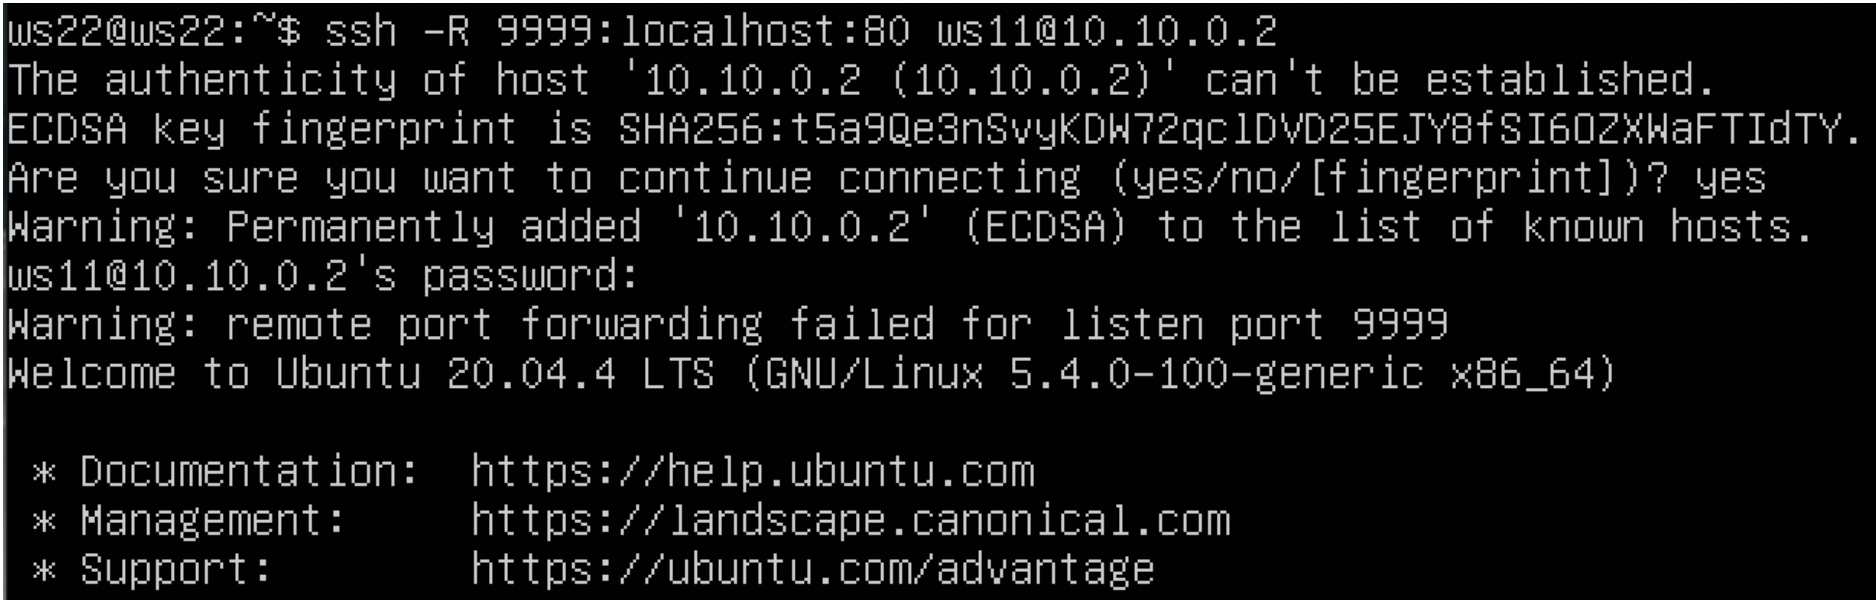 ws22@ws22:~$ ssh -R 9999:localhost:80 ws11@10.10.0.2
The authenticity of host '10.10.0.2 (10.10.0.2)' can't be established.
ECDSA key fingerprint is SHA256:t5a9Qe3nSvyKDW72qclDVD25EJY8fSI6OZXWaFTIdTY.
Are you sure you want to continue connecting (yes/no/[fingerprint])? yes
Warning: Permanently added '10.10.0.2' (ECDSA) to the list of known hosts.
ws11@10.10.0.2's password:
Warning: remote port forwarding failed for listen port 9999
Welcome to Ubuntu 20.04.4 LTS (GNU/Linux 5.4.0-100-generic x86_64)
* Documentation: https://help.ubuntu.com
* Management: https://landscape.canonical.com
* Support: https://ubuntu.com/advantage